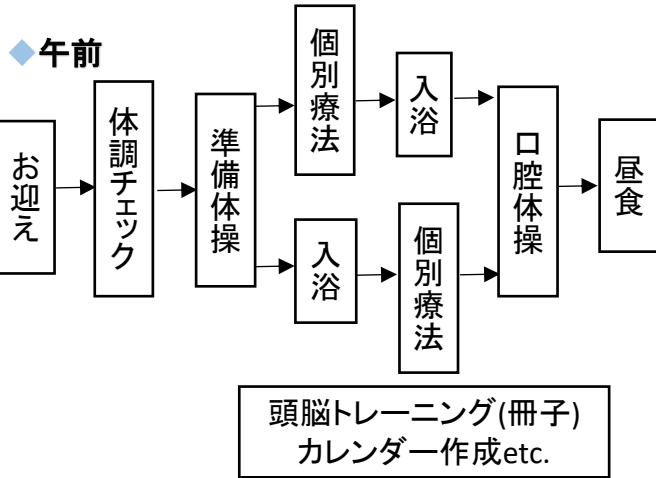 ◆午前
お迎え
体調チェック
準備体操
個別療法
入浴
入浴
個別療法
口腔体操
昼食
頭脳トレーニング(冊子)
カレンダー作成etc.